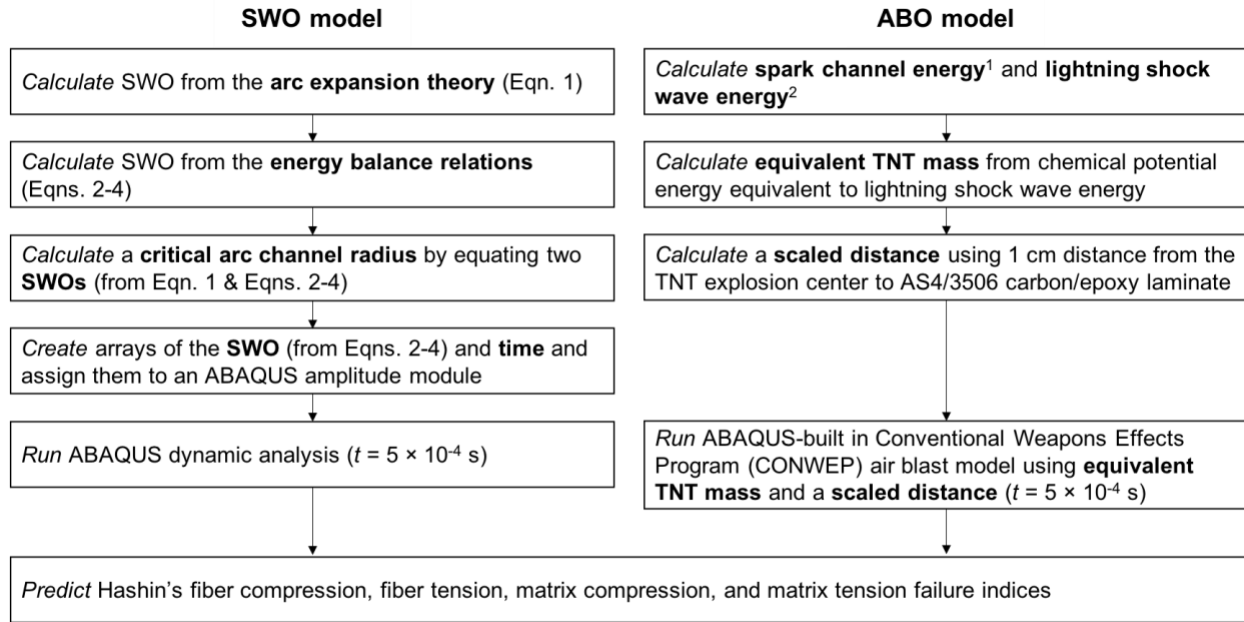 SWO model
Calculate SWO from the arc expansion theory (Eqn. 1)
Calculate SWO from the energy balance relations
(Eqns. 2-4)
Calculate a critical arc channel radius by equating two
SWOs (from Eqn. 1 & Eqns. 2-4)
Create arrays of the SWO (from Eqns. 2-4) and time and
assign them to an ABAQUS amplitude module
Run ABAQUS dynamic analysis (t = 5 × 10⁻⁴ s)
ABO model
Calculate spark channel energy¹ and lightning shock
wave energy²
Calculate equivalent TNT mass from chemical potential
energy equivalent to lightning shock wave energy
Calculate a scaled distance using 1 cm distance from the
TNT explosion center to AS4/3506 carbon/epoxy laminate
Run ABAQUS-built in Conventional Weapons Effects
Program (CONWEP) air blast model using equivalent
TNT mass and a scaled distance (t = 5 × 10⁻⁴ s)
Predict Hashin's fiber compression, fiber tension, matrix compression, and matrix tension failure indices